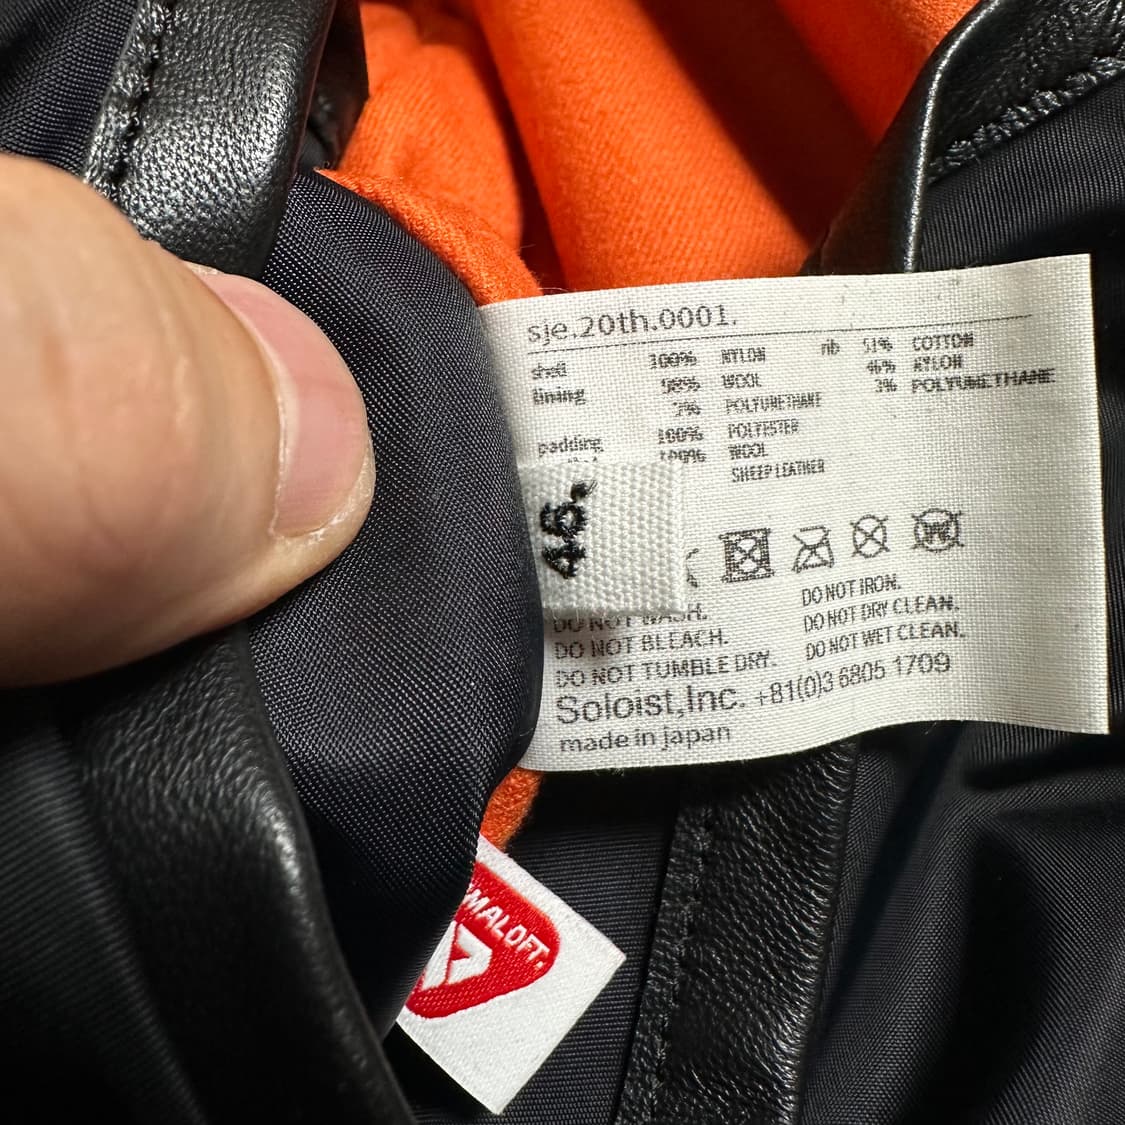 sje.20th.0001.
shell 100% NYLON rib 51% COTTON
46% NYLON
lining 98% WOOL 3% POLYURETHANE
2% POLYURETHANE
padding 100% POLYESTER
100% WOOL
SHEEP LEATHER
46.
DO NOT WASH. DO NOT IRON.
DO NOT BLEACH. DO NOT DRY CLEAN.
DO NOT TUMBLE DRY. DO NOT WET CLEAN.
Soloist,Inc. +81(0)3 6805 1709
made in japan
MALOFT.